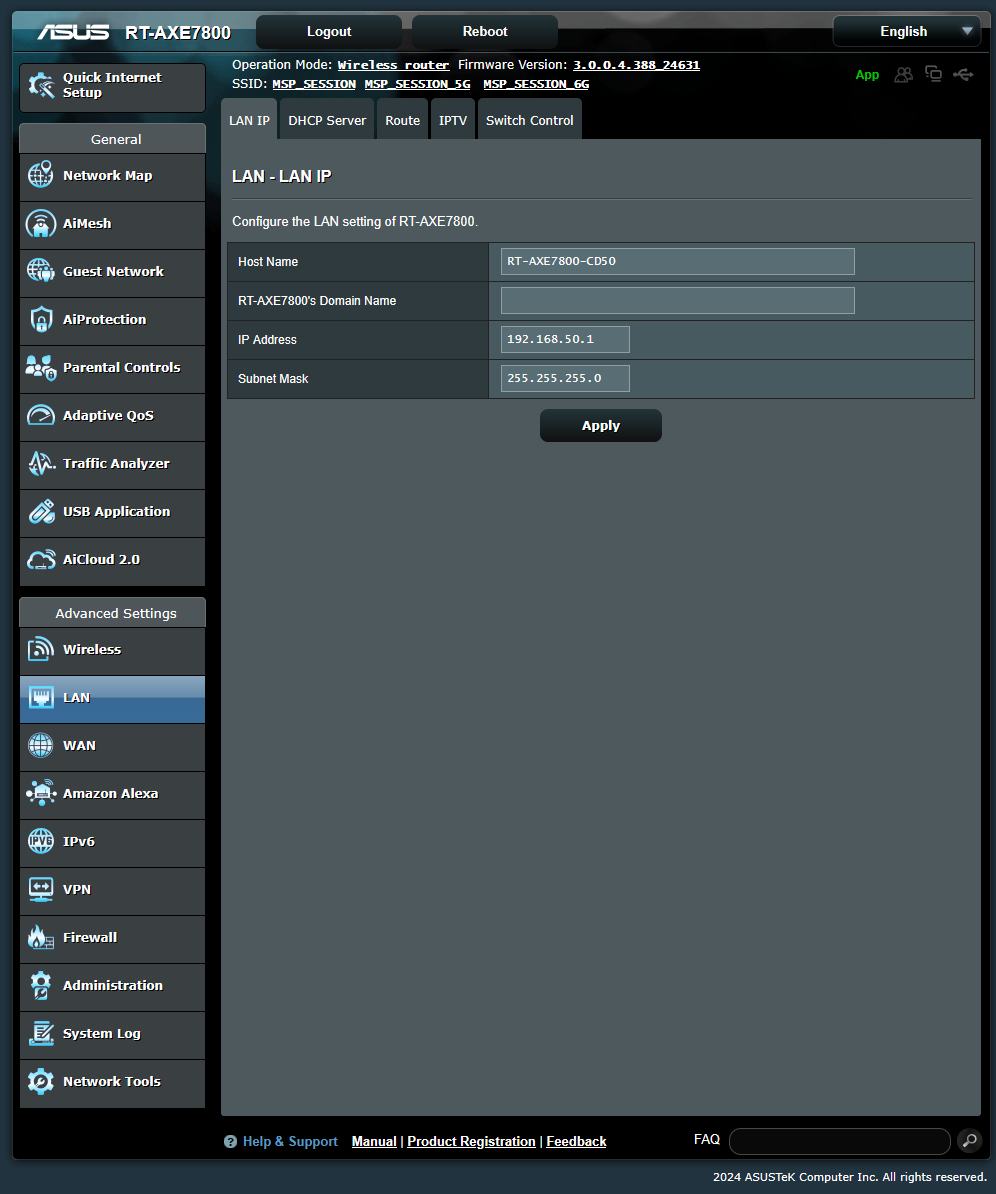 ASUS RT-AXE7800 Logout Reboot English
Operation Mode: Wireless router Firmware Version: 3.0.0.4.388_24631
SSID: MSP_SESSION MSP_SESSION_5G MSP_SESSION_6G
App
Quick Internet
Setup
General
Network Map
AiMesh
Guest Network
AiProtection
Parental Controls
Adaptive QoS
Traffic Analyzer
USB Application
AiCloud 2.0
Advanced Settings
Wireless
LAN
WAN
Amazon Alexa
IPv6
VPN
Firewall
Administration
System Log
Network Tools
LAN IP DHCP Server Route IPTV Switch Control
LAN - LAN IP
Configure the LAN setting of RT-AXE7800.
Host Name RT-AXE7800-CD50
RT-AXE7800's Domain Name
IP Address 192.168.50.1
Subnet Mask 255.255.255.0
Apply
? Help & Support Manual | Product Registration | Feedback FAQ
2024 ASUSTeK Computer Inc. All rights reserved.